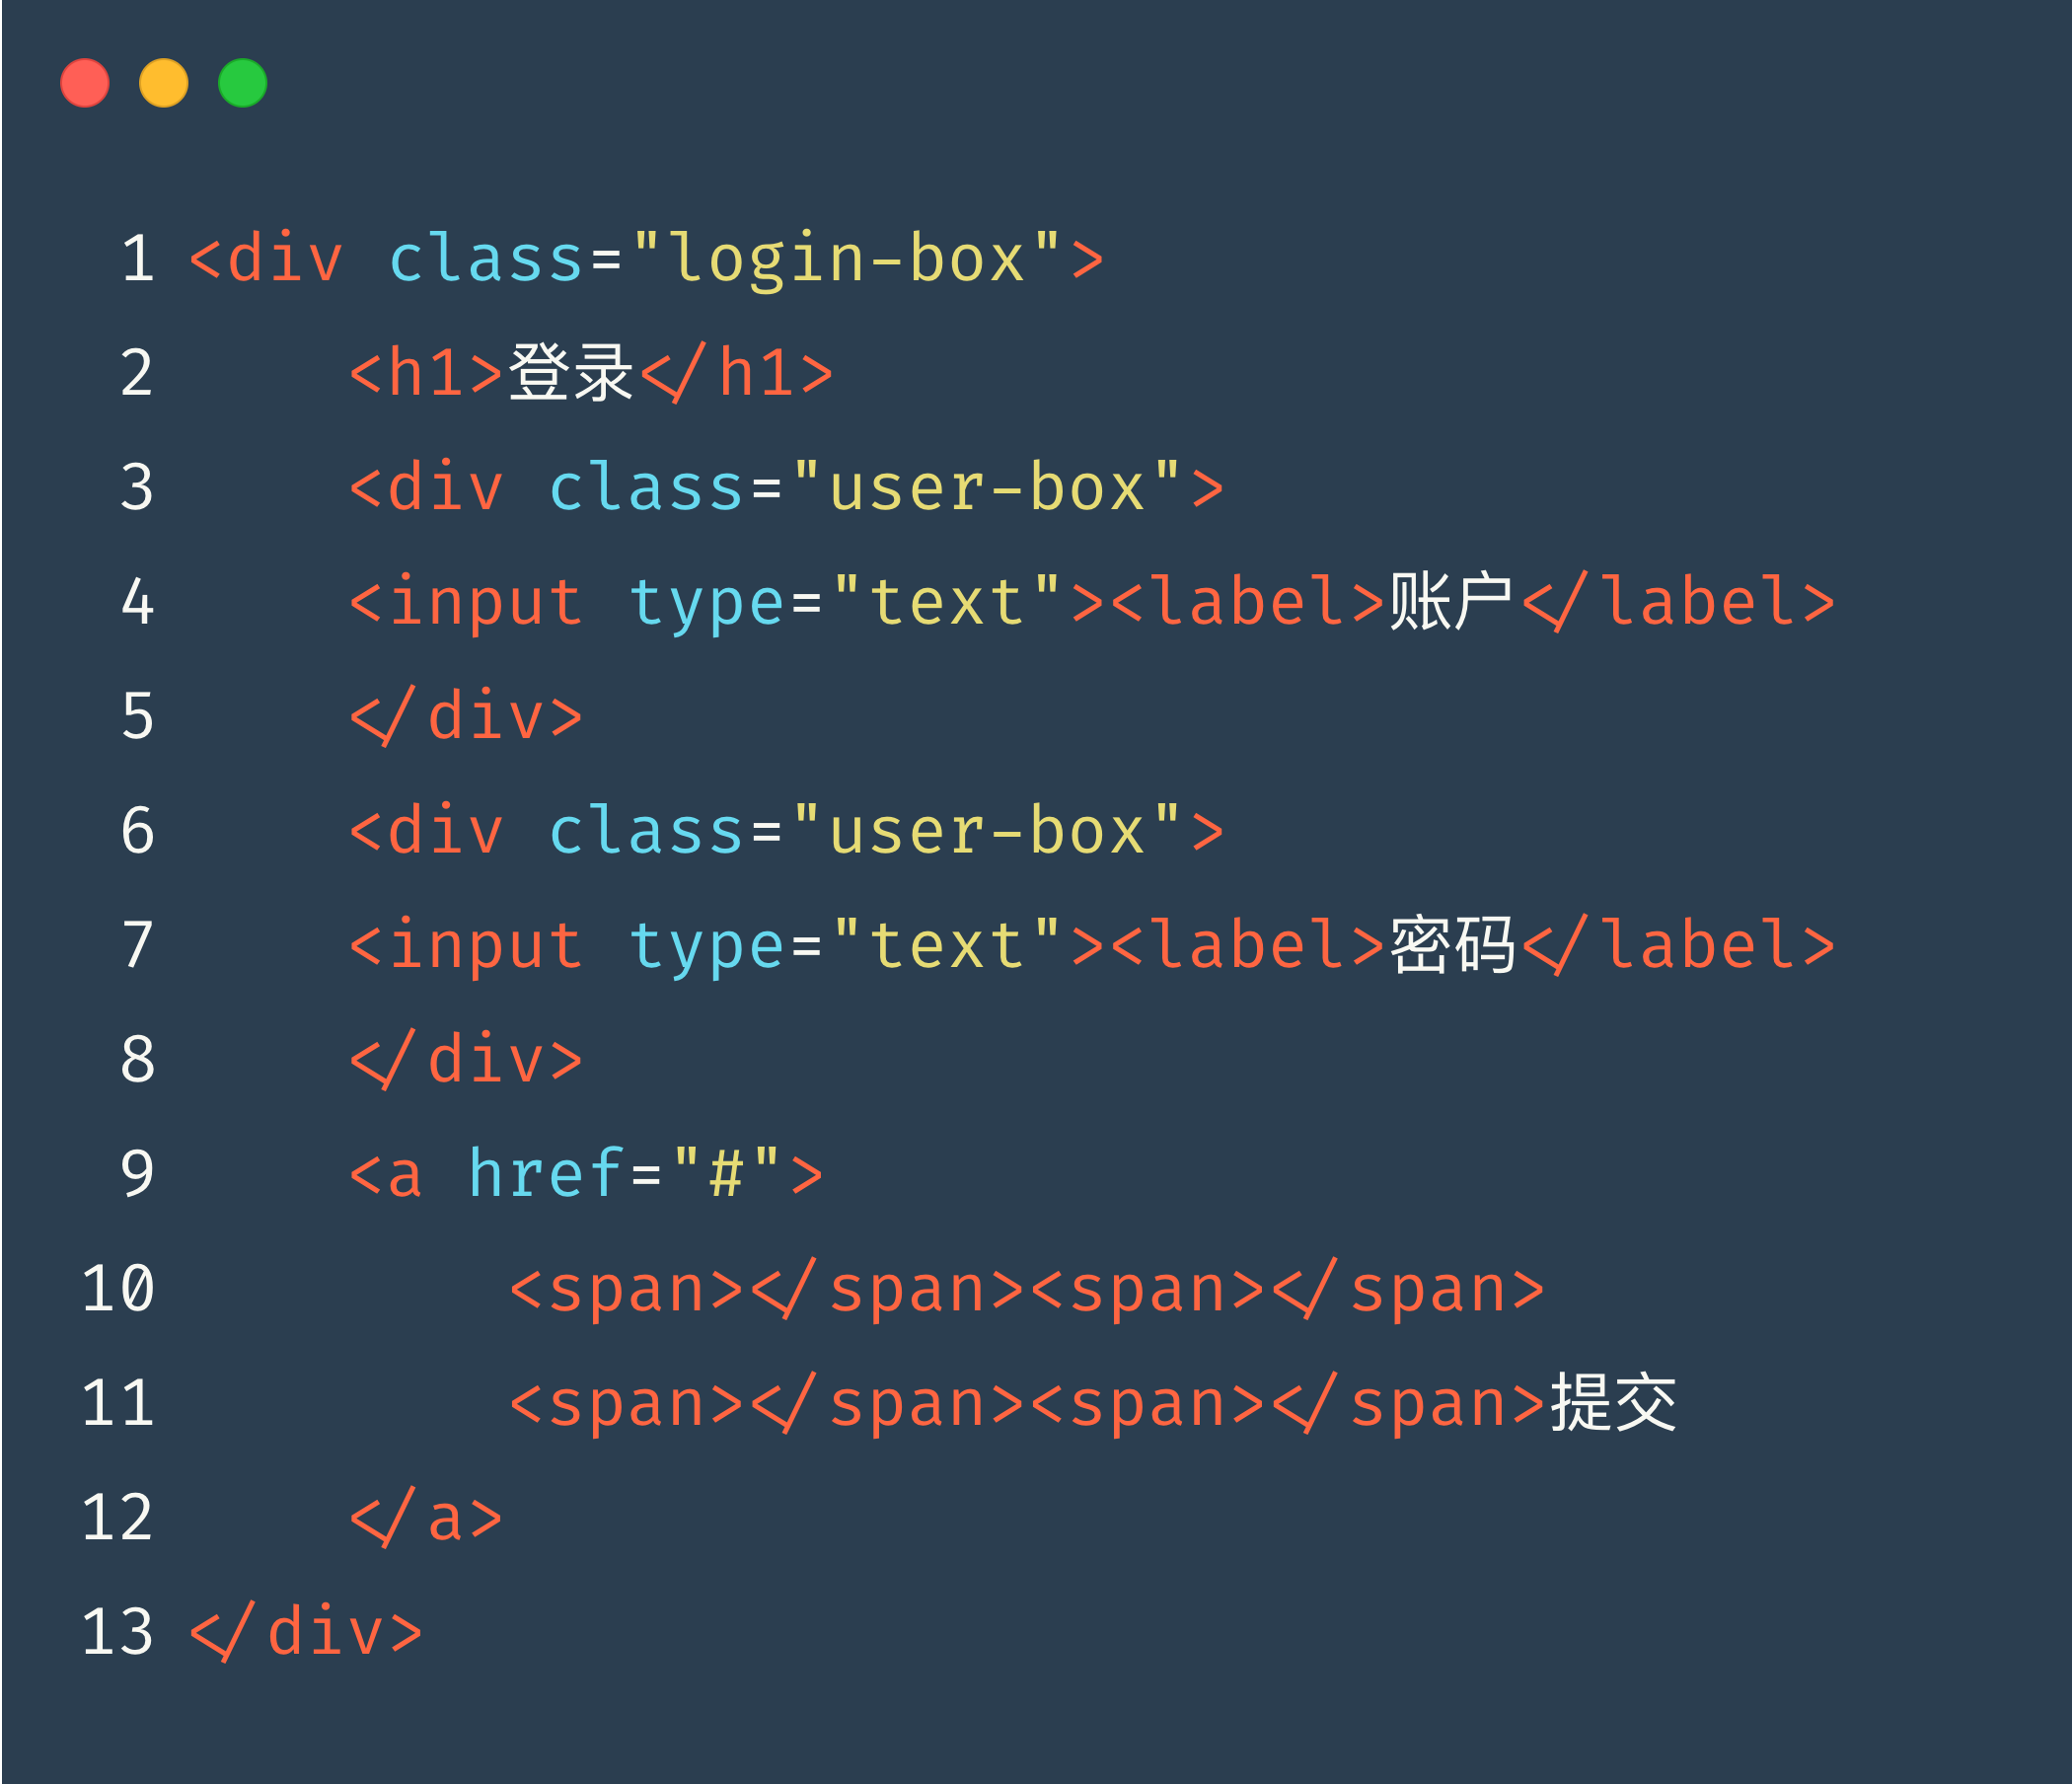 1 <div class="login-box">
2     <h1>登录</h1>
3     <div class="user-box">
4     <input type="text"><label>账户</label>
5     </div>
6     <div class="user-box">
7     <input type="text"><label>密码</label>
8     </div>
9     <a href="#">
10         <span></span><span></span>
11         <span></span><span></span>提交
12     </a>
13 </div>